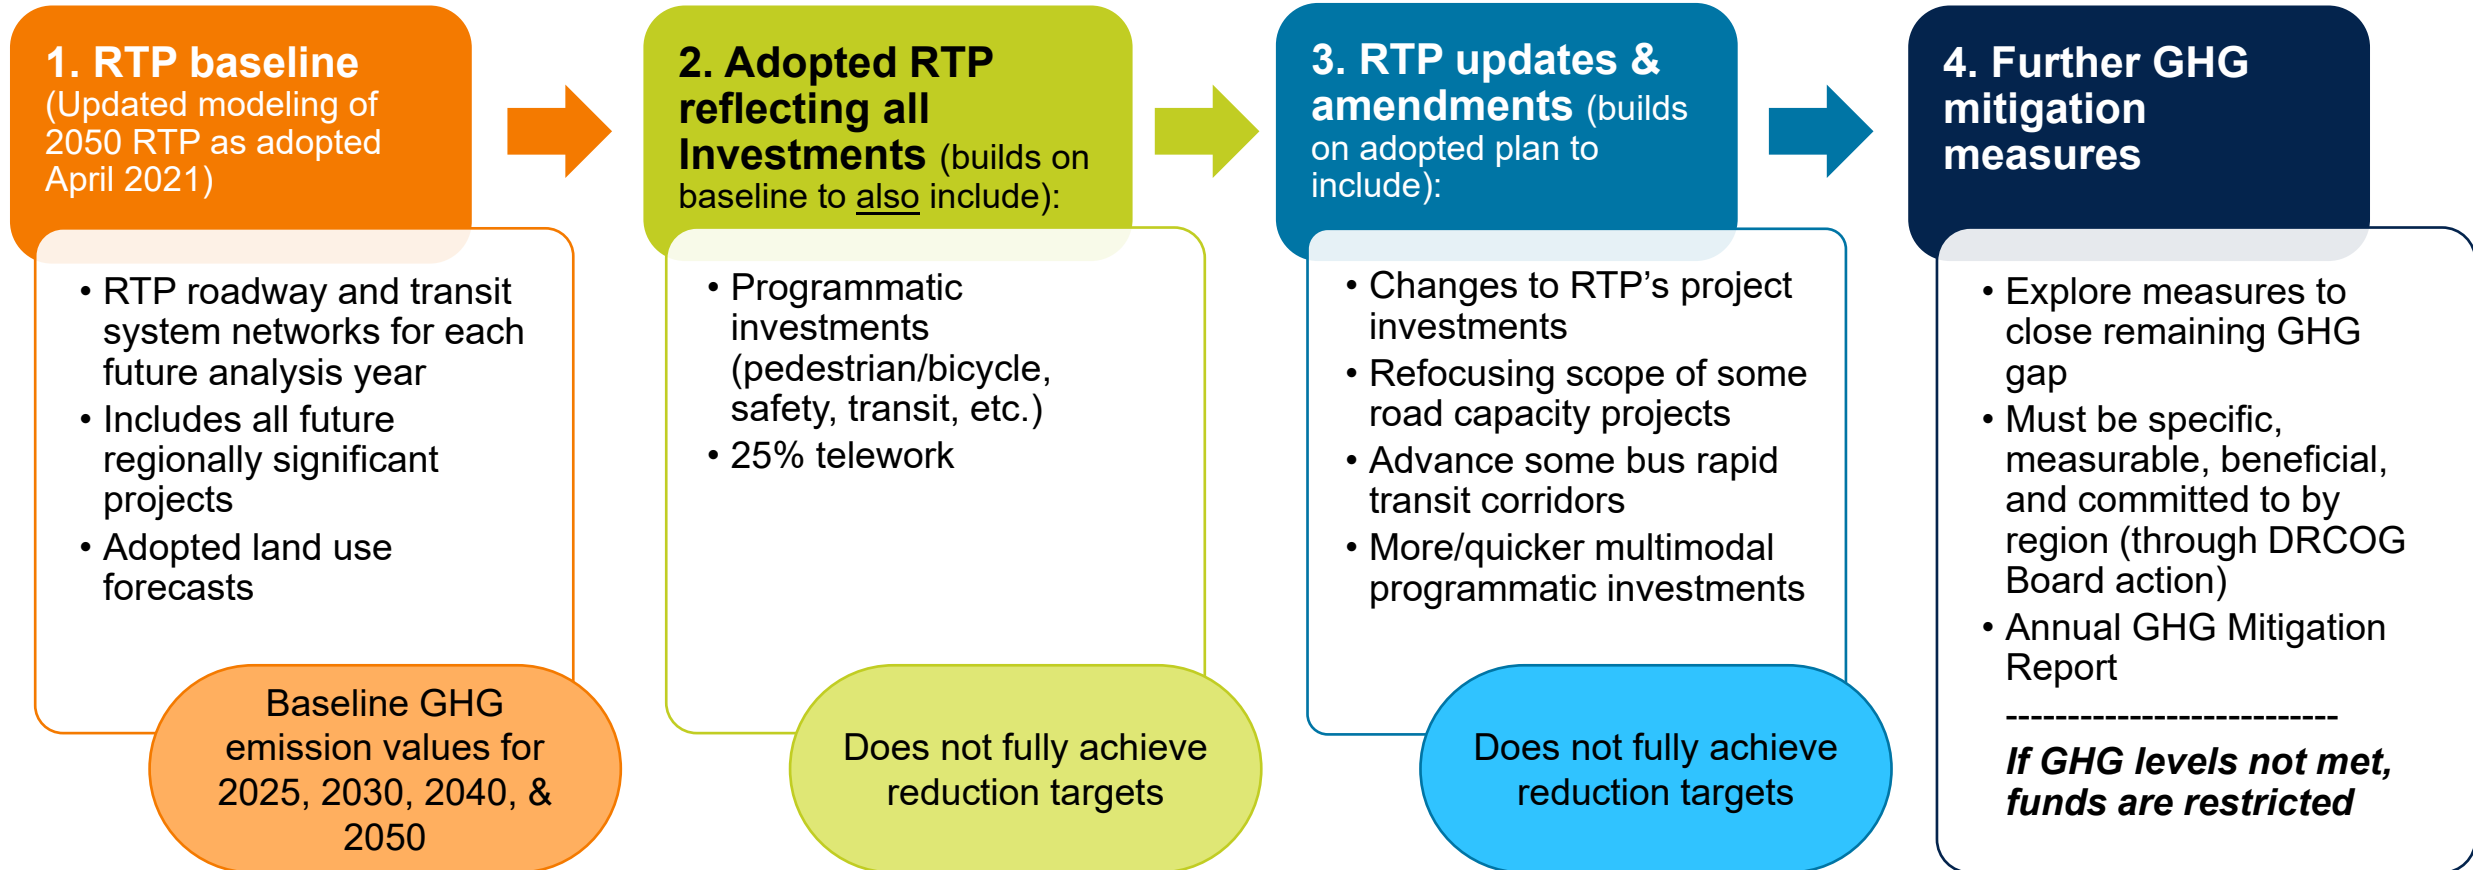 1. RTP baseline
(Updated modeling of
2050 RTP as adopted
April 2021)
• RTP roadway and transit
system networks for each
future analysis year
• Includes all future
regionally significant
projects
• Adopted land use
forecasts
Baseline GHG
emission values for
2025, 2030, 2040, &
2050
2. Adopted RTP
reflecting all
Investments (builds on
baseline to also include):
• Programmatic
investments
(pedestrian/bicycle,
safety, transit, etc.)
• 25% telework
Does not fully achieve
reduction targets
3. RTP updates &
amendments (builds
on adopted plan to
include):
• Changes to RTP’s project
investments
• Refocusing scope of some
road capacity projects
• Advance some bus rapid
transit corridors
• More/quicker multimodal
programmatic investments
Does not fully achieve
reduction targets
4. Further GHG
mitigation
measures
• Explore measures to
close remaining GHG
gap
• Must be specific,
measurable, beneficial,
and committed to by
region (through DRCOG
Board action)
• Annual GHG Mitigation
Report
---------------------------
If GHG levels not met,
funds are restricted